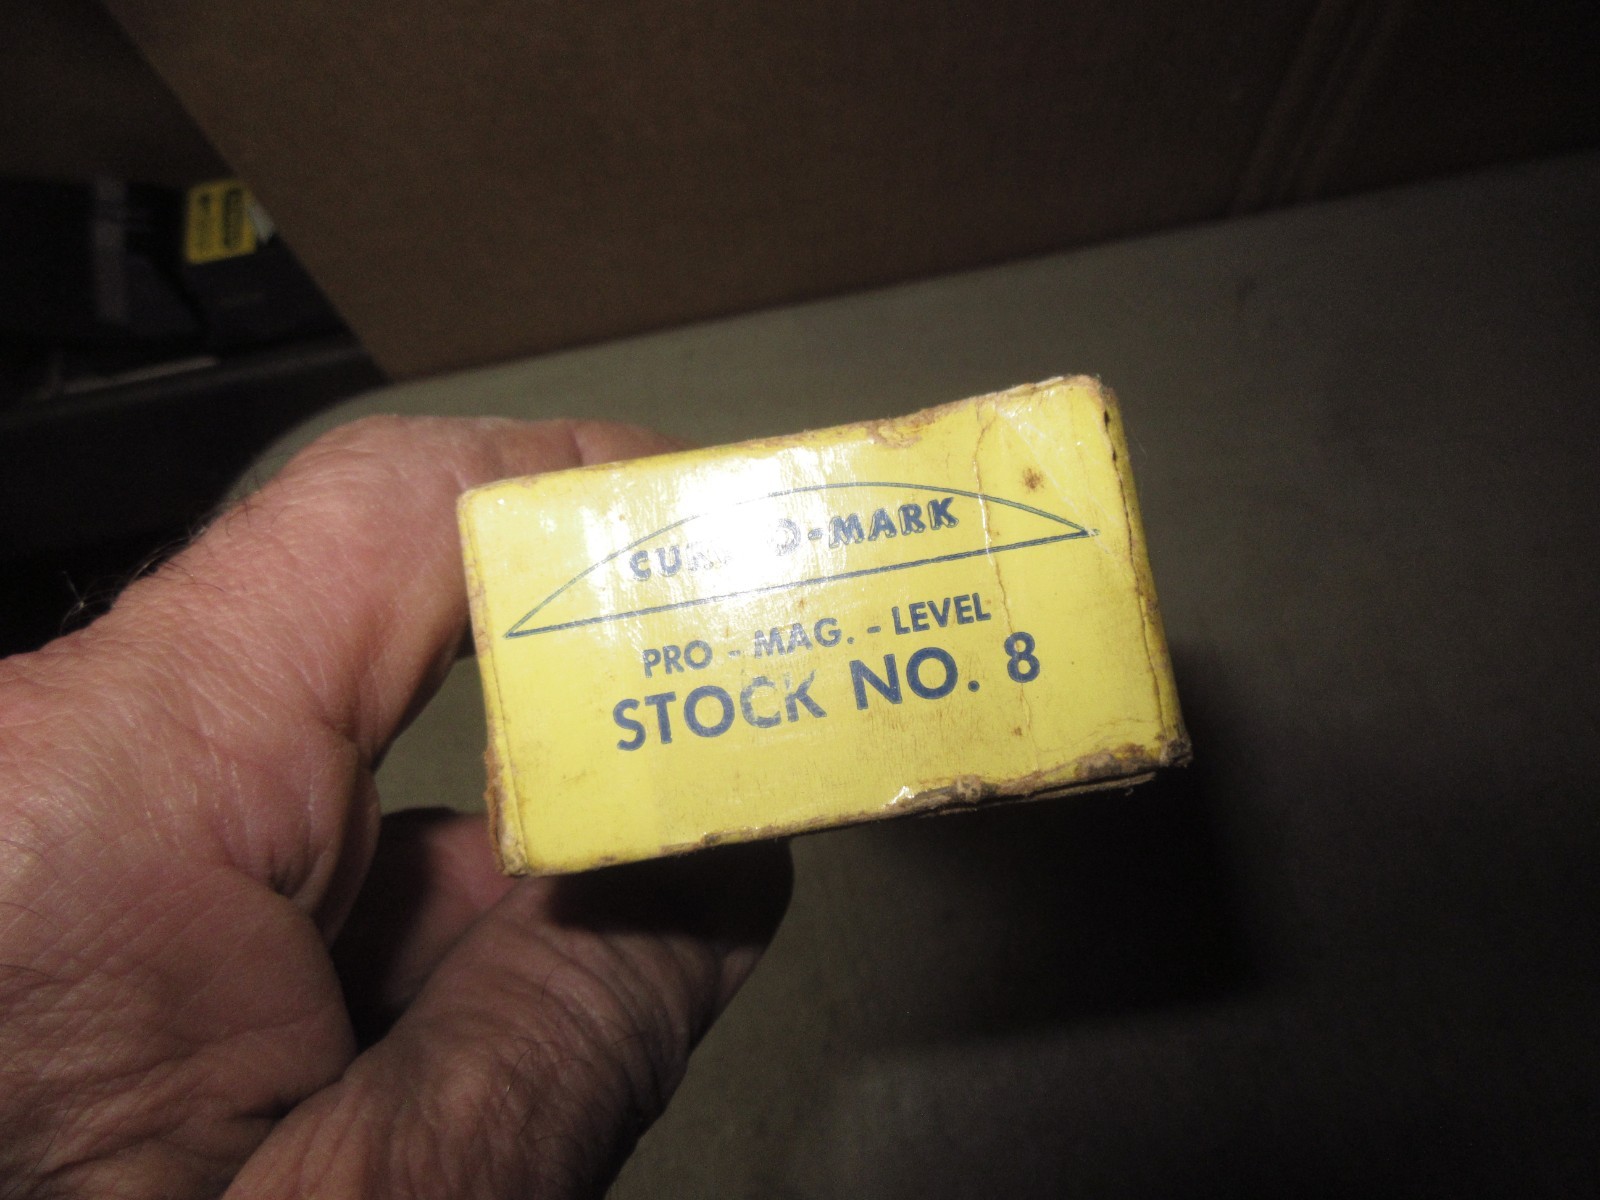 PRO - MAG. - LEVEL
STOCK NO. 8